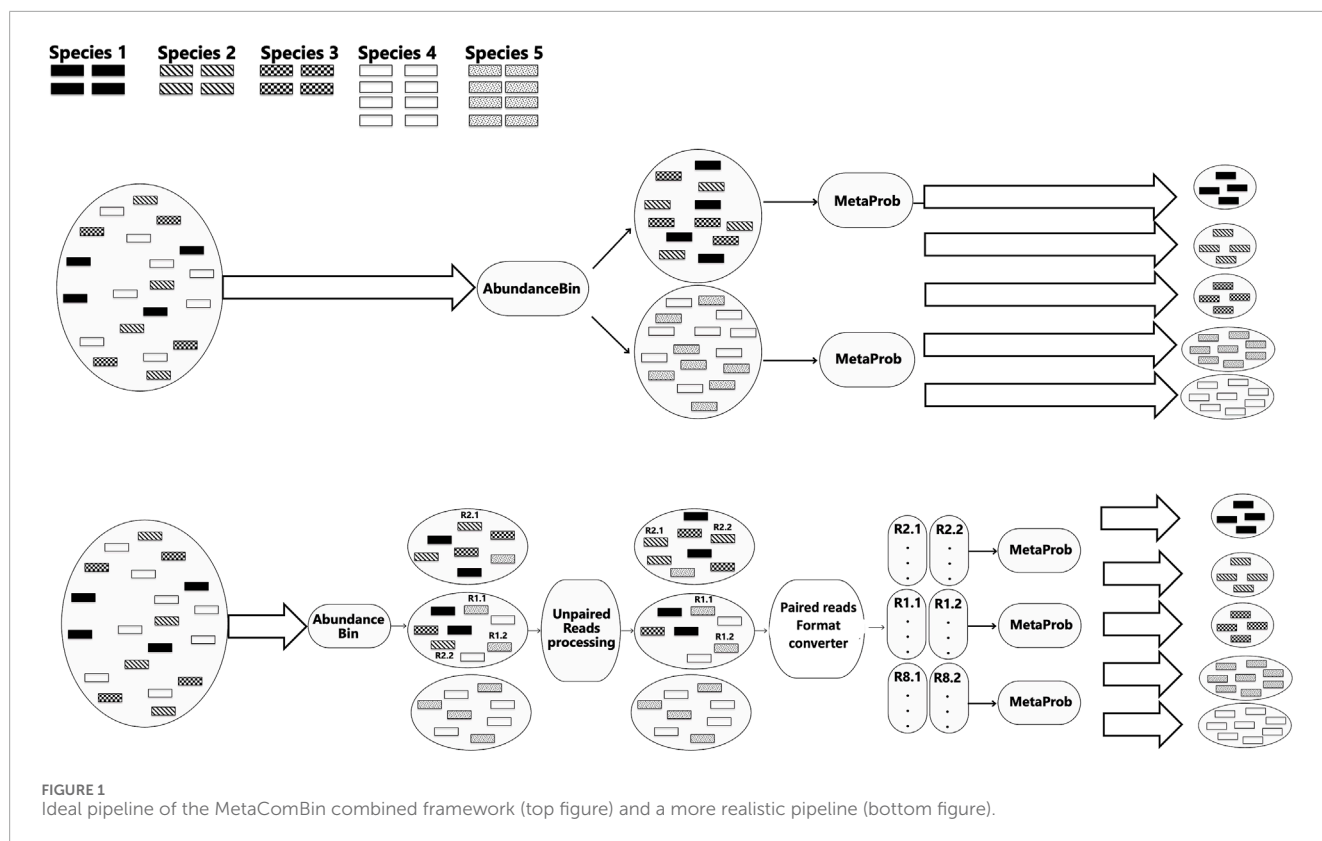 Species 1 Species 2 Species 3 Species 4 Species 5
MetaProb
AbundanceBin
MetaProb
R2.1
R2.1 R2.2
R2.1 R2.2
MetaProb
R1.1
R1.2
R2.2
Abundance
Bin
Unpaired
Reads
processing
R1.1
R1.2
Paired reads
Format
converter
R1.1 R1.2
MetaProb
R8.1 R8.2
MetaProb
FIGURE 1
Ideal pipeline of the MetaComBin combined framework (top figure) and a more realistic pipeline (bottom figure).